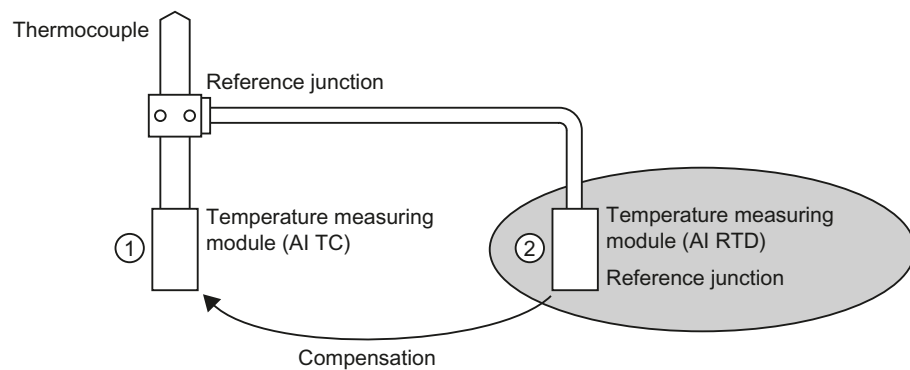 Thermocouple
Reference junction
1
Temperature measuring
module (AI TC)
2
Temperature measuring
module (AI RTD)
Reference junction
Compensation